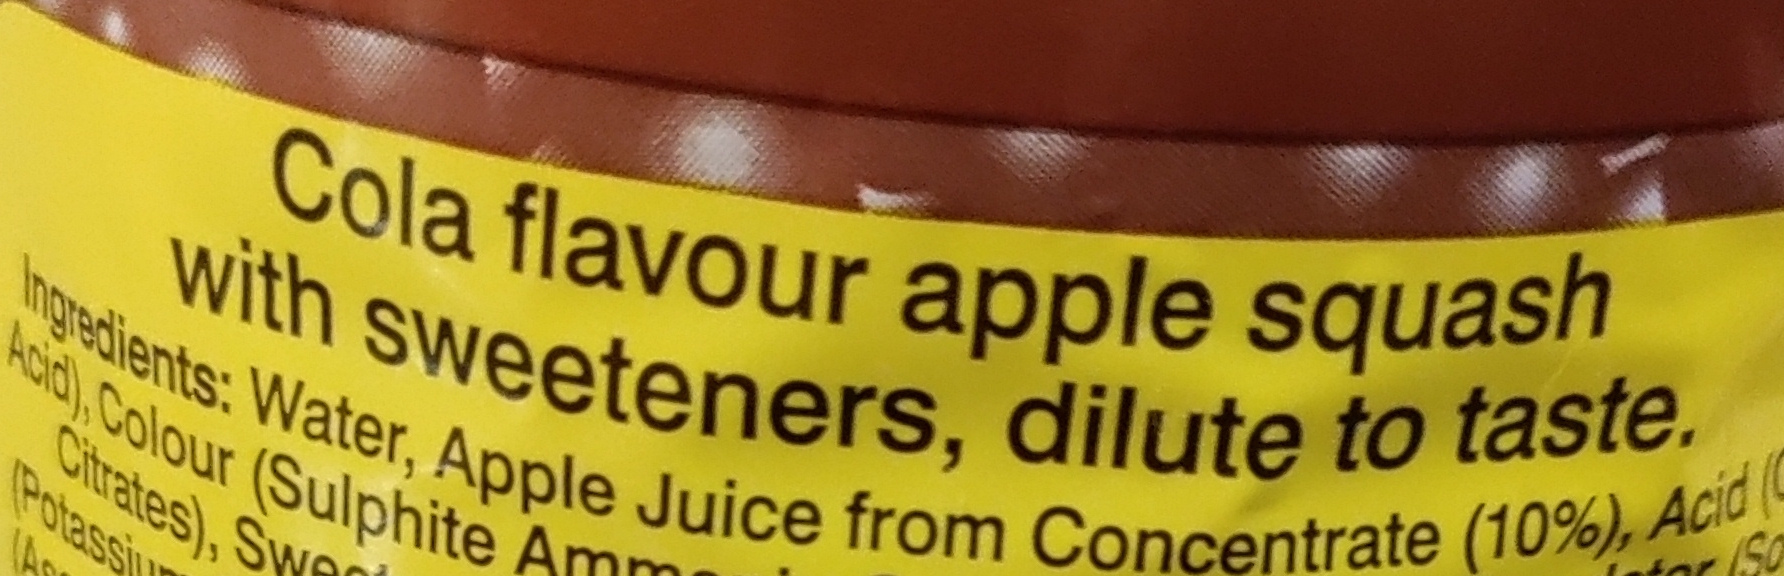 Cola flavour apple squash
with sweeteners, dilute to taste.
Ingredients: Water, Apple Juice from Concentrate (10%), Acid
Acid), Colour (Sulphite
Citrates),